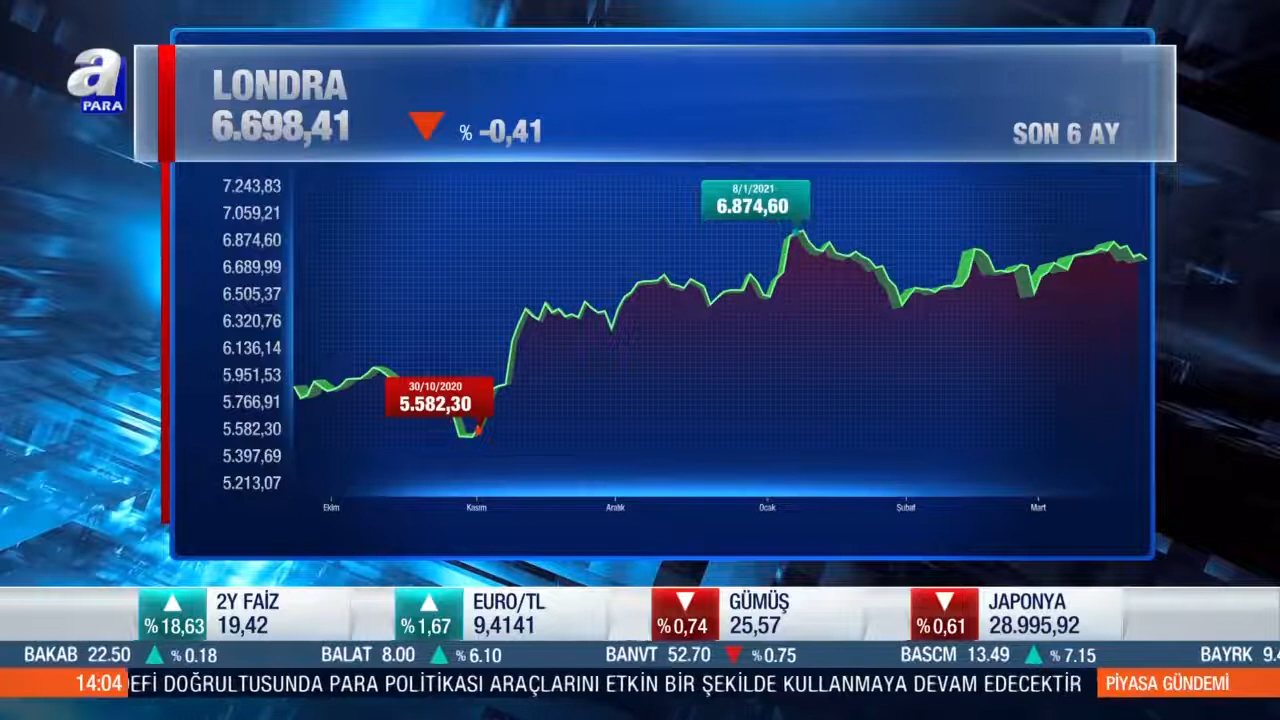 a
PARA
LONDRA
6.698,41
% -0,41
SON 6 AY
7.243,83
7.059,21
6.874,60
6.689,99
6.505,37
6.320,76
6.136,14
5.951,53
5.766,91
5.582,30
5.397,69
5.213,07
8/1/2021
6.874,60
30/10/2020
5.582,30
Ekim Kasım Aralık Ocak Şubat Mart
% 18,63 2Y FAİZ 19,42
% 1,67 EURO/TL 9,4141
% 0,74 GÜMÜŞ 25,57
% 0,61 JAPONYA 28.995,92
BAKAB 22.50 % 0.18 BALAT 8.00 % 6.10 BANVT 52.70 % 0.75 BASCM 13.49 % 7.15 BAYRK 9.4
14:04 DEFİ DOĞRULTUSUNDA PARA POLİTİKASI ARAÇLARINI ETKİN BİR ŞEKİLDE KULLANMAYA DEVAM EDECEKTİR PİYASA GÜNDEMİ